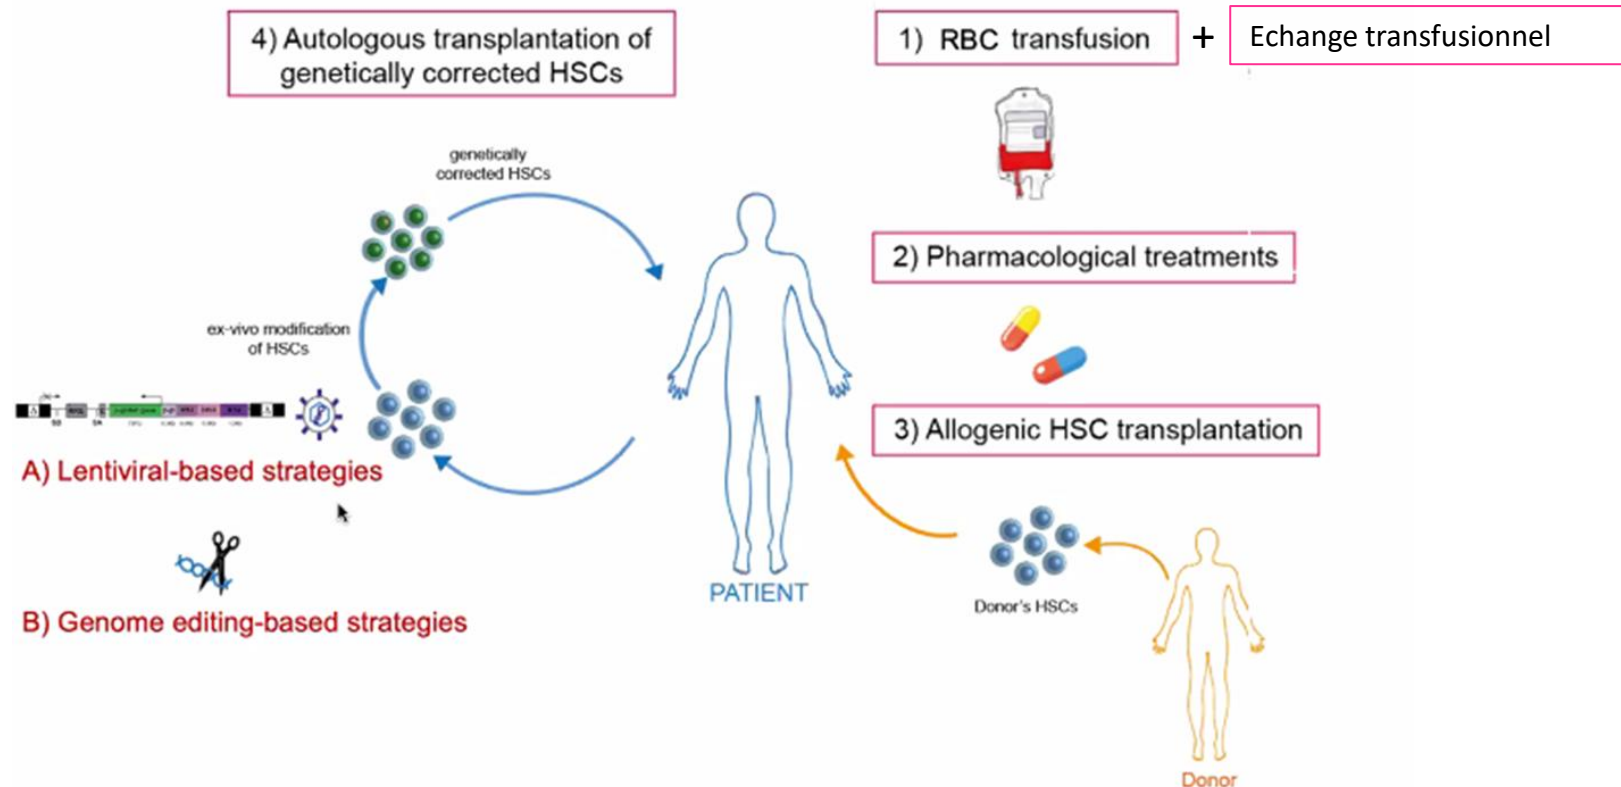 4) Autologous transplantation of
genetically corrected HSCs
1) RBC transfusion
+
Echange transfusionnel
genetically
corrected HSCs
2) Pharmacological treatments
ex-vivo modification
of HSCs
3) Allogenic HSC transplantation
A) Lentiviral-based strategies
B) Genome editing-based strategies
PATIENT
Donor's HSCs
Donor